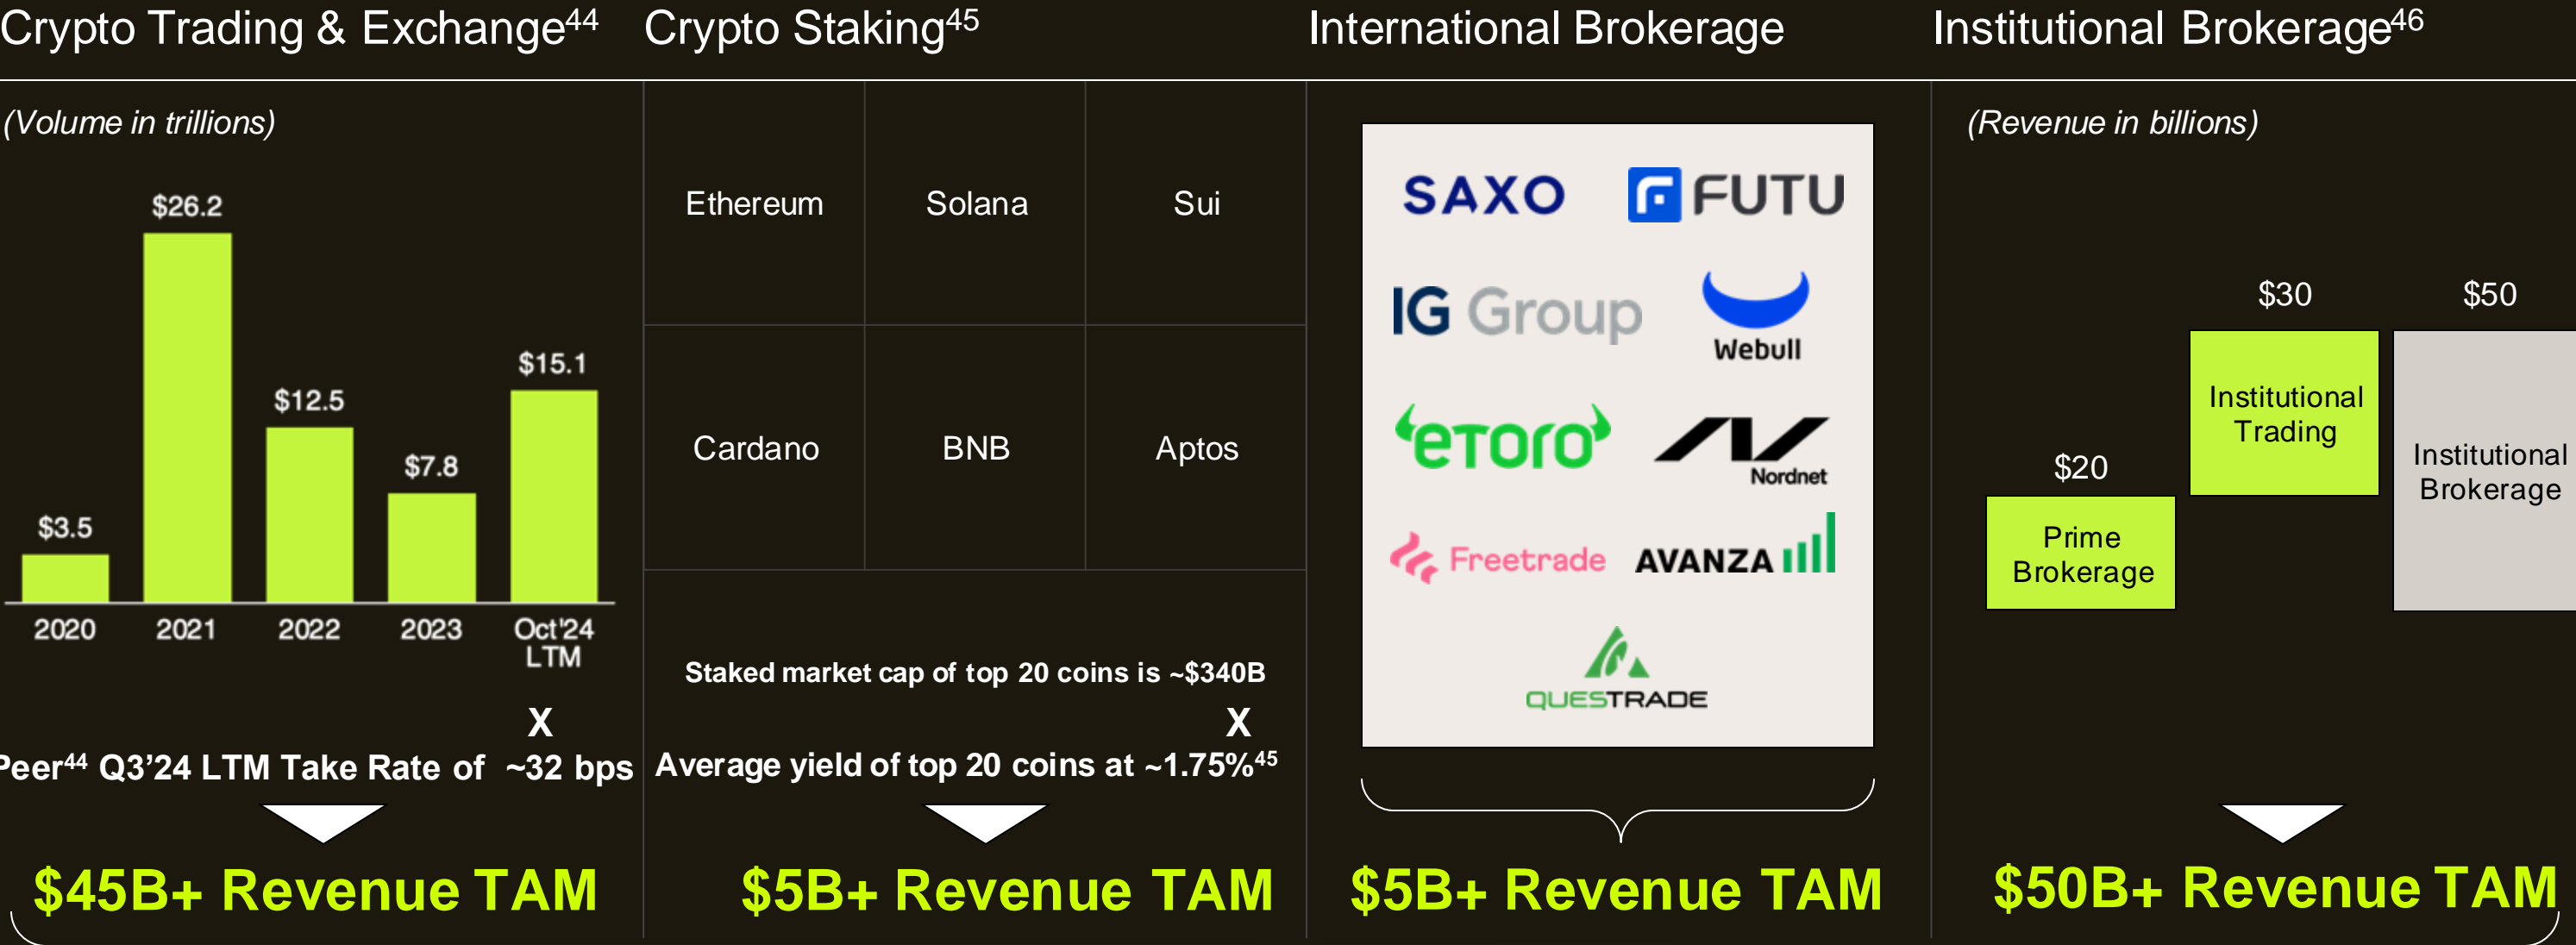 Crypto Trading & Exchange44
Crypto Staking45
International Brokerage
Institutional Brokerage46
(Volume in trillions)
$3.5
$26.2
$12.5
$7.8
$15.1
2020
2021
2022
2023
Oct'24
LTM
X
Peer44 Q3’24 LTM Take Rate of ~32 bps
$45B+ Revenue TAM
Ethereum
Solana
Sui
Cardano
BNB
Aptos
Staked market cap of top 20 coins is ~$340B
X
Average yield of top 20 coins at ~1.75%45
$5B+ Revenue TAM
SAXO
FUTU
IG Group
Webull
eToro
Nordnet
Freetrade
AVANZA
QUESTRADE
$5B+ Revenue TAM
(Revenue in billions)
$20
Prime
Brokerage
$30
Institutional
Trading
$50
Institutional
Brokerage
$50B+ Revenue TAM